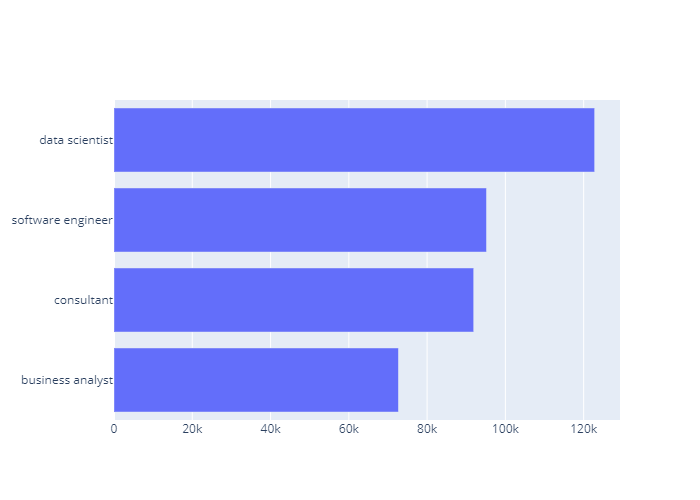 data scientist
software engineer
consultant
business analyst
0 20k 40k 60k 80k 100k 120k